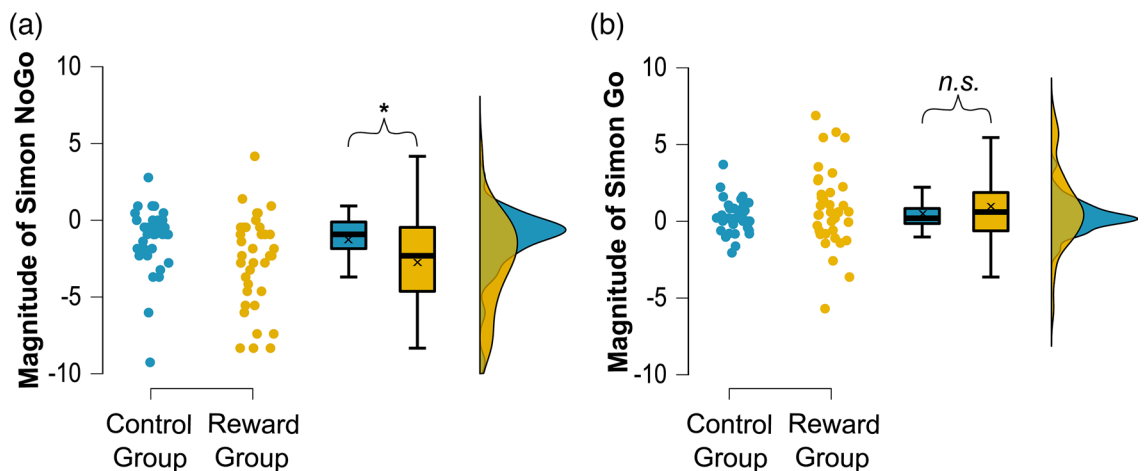 (a)
Magnitude of Simon NoGo
10
5
0
-5
-10
*
Control Group
Reward Group
(b)
Magnitude of Simon Go
10
5
0
-5
-10
n.s.
Control Group
Reward Group